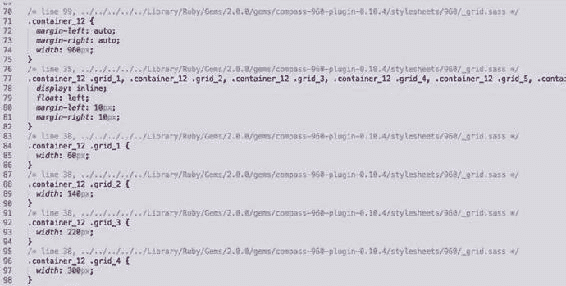 70 /* line 99, ../../../../../Library/Ruby/Gems/2.0.0/gems/compass-960-plugin-0.10.4/stylesheets/960/_grid.sass */
71 .container_12 {
72 margin-left: auto;
73 margin-right: auto;
74 width: 960px;
75 }
76 /* line 35, ../../../../../Library/Ruby/Gems/2.0.0/gems/compass-960-plugin-0.10.4/stylesheets/960/_grid.sass */
77 .container_12 .grid_1, .container_12 .grid_2, .container_12 .grid_3, .container_12 .grid_4, .container_12 .grid_5, .conta
78 display: inline;
79 float: left;
80 margin-left: 10px;
81 margin-right: 10px;
82 }
83 /* line 38, ../../../../../Library/Ruby/Gems/2.0.0/gems/compass-960-plugin-0.10.4/stylesheets/960/_grid.sass */
84 .container_12 .grid_1 {
85 width: 60px;
86 }
87 /* line 38, ../../../../../Library/Ruby/Gems/2.0.0/gems/compass-960-plugin-0.10.4/stylesheets/960/_grid.sass */
88 .container_12 .grid_2 {
89 width: 140px;
90 }
91 /* line 38, ../../../../../Library/Ruby/Gems/2.0.0/gems/compass-960-plugin-0.10.4/stylesheets/960/_grid.sass */
92 .container_12 .grid_3 {
93 width: 220px;
94 }
95 /* line 38, ../../../../../Library/Ruby/Gems/2.0.0/gems/compass-960-plugin-0.10.4/stylesheets/960/_grid.sass */
96 .container_12 .grid_4 {
97 width: 300px;
98 }